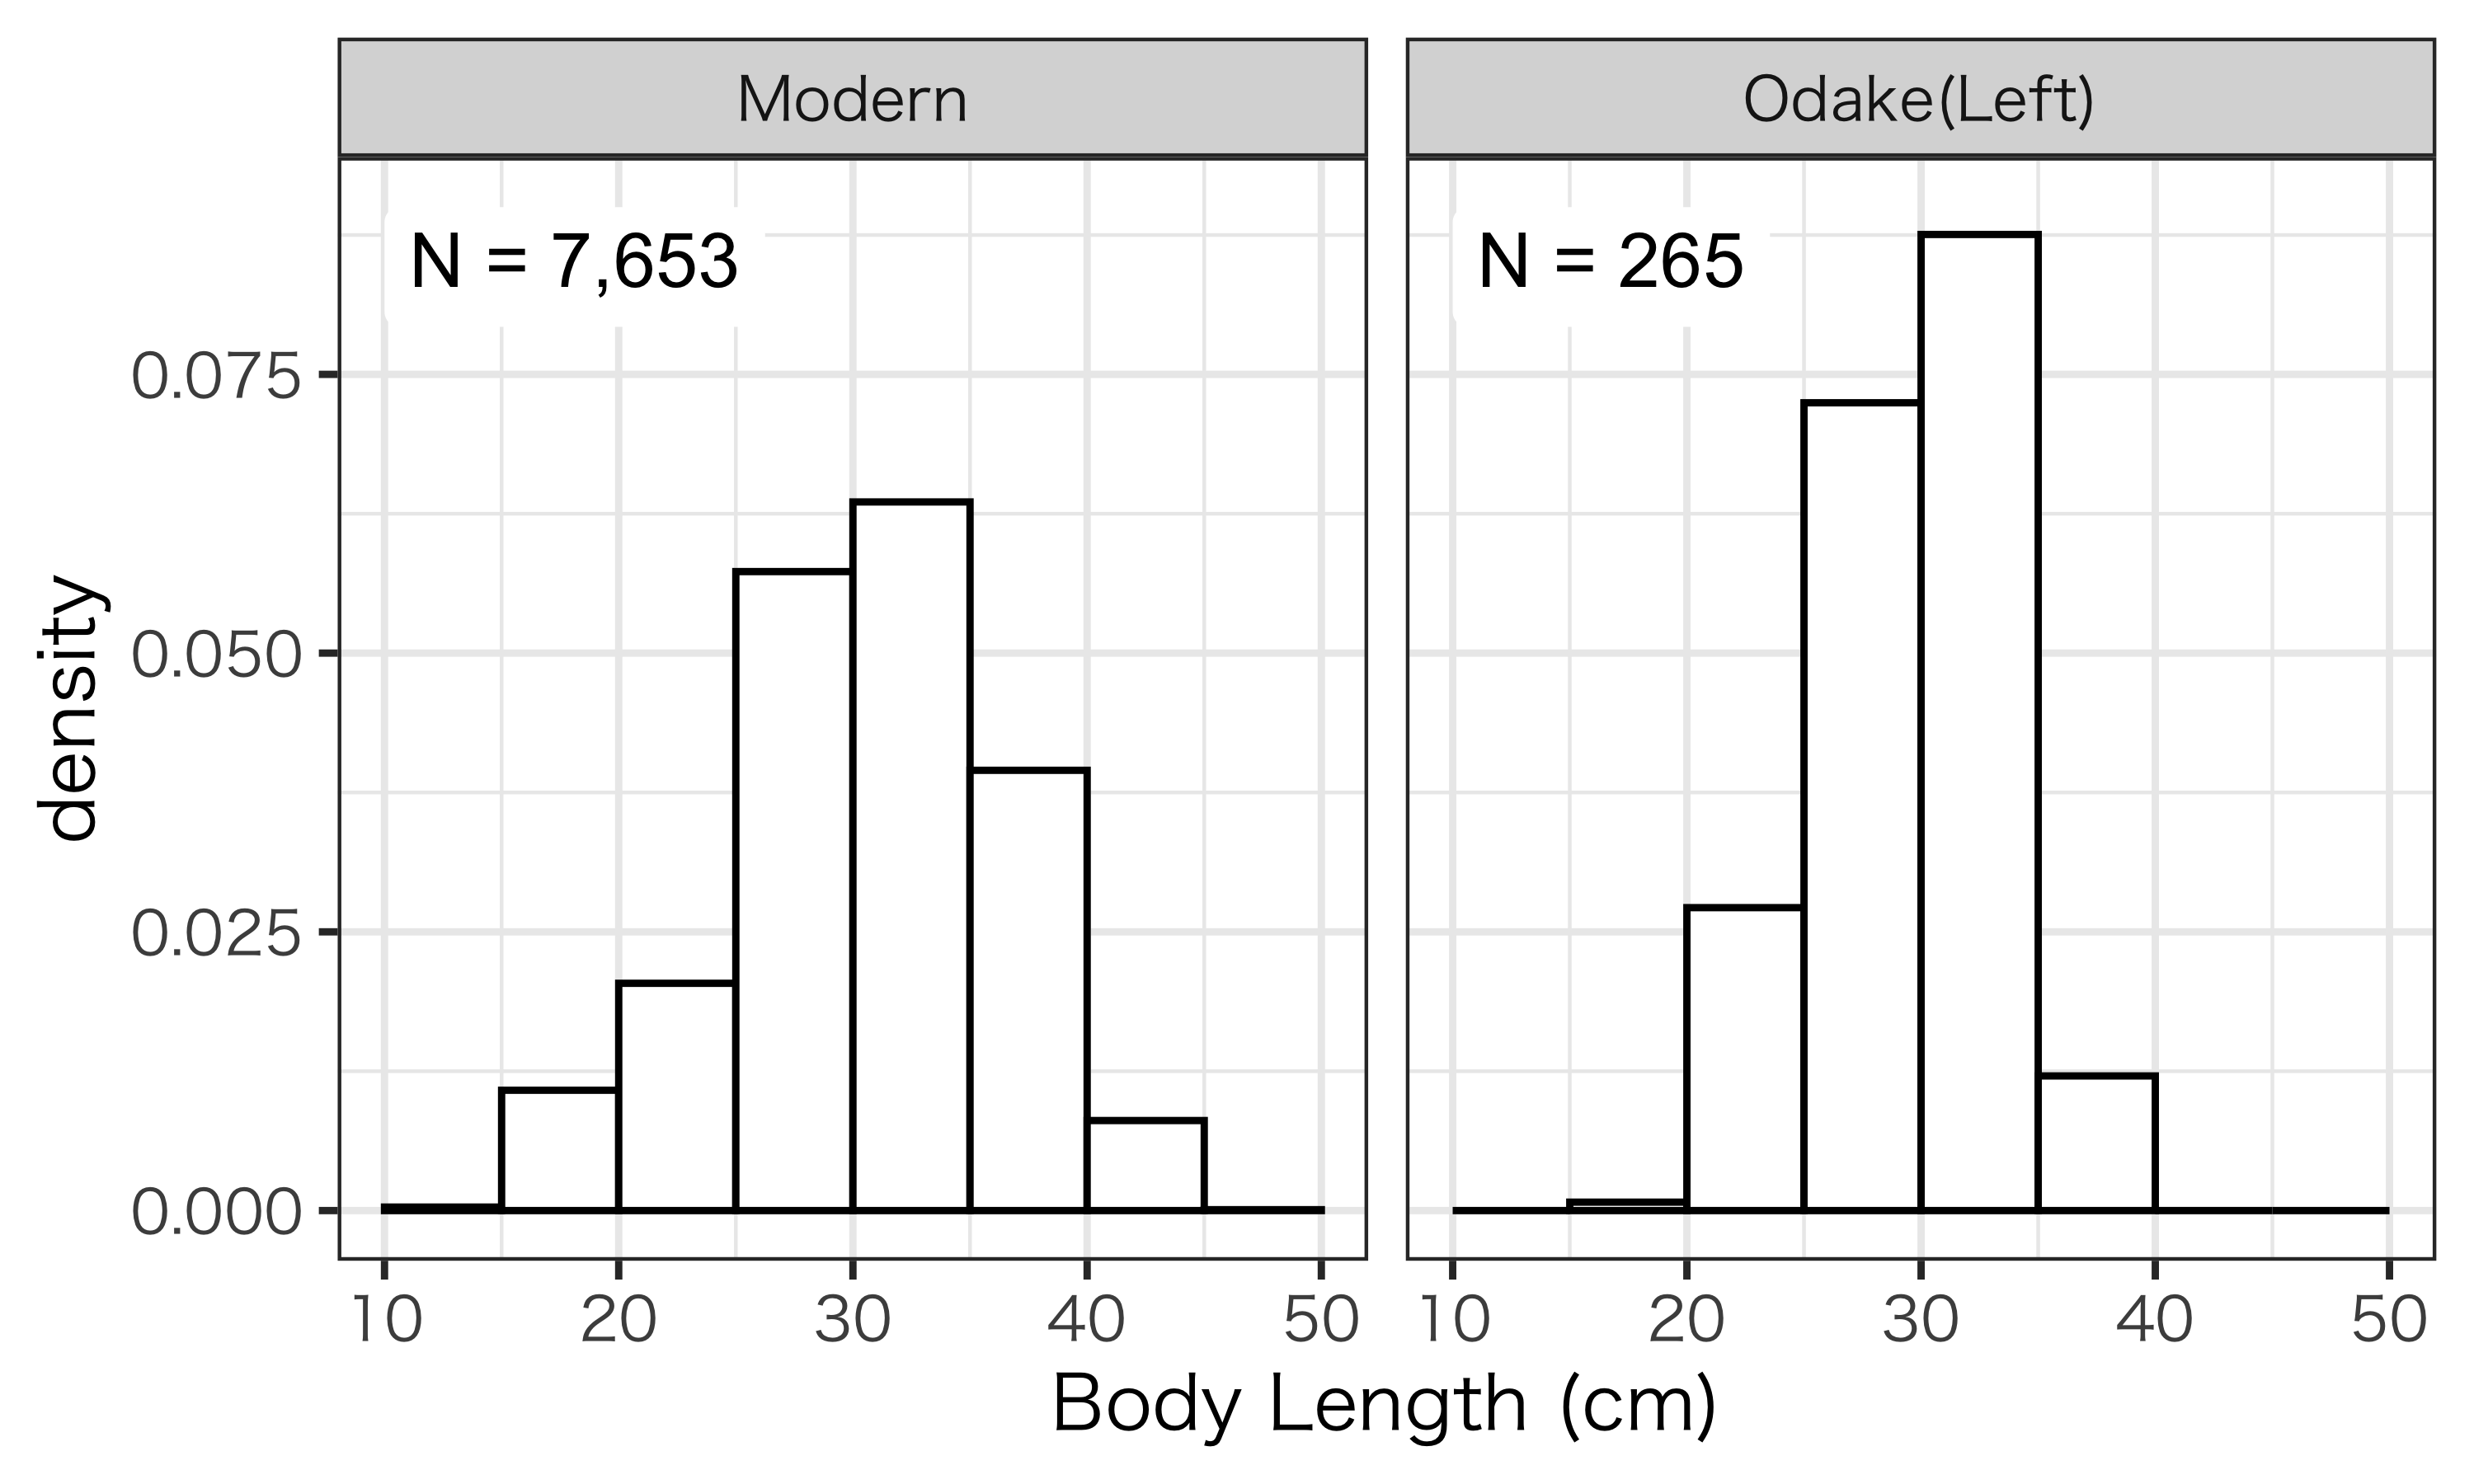 Modern
Odake(Left)
N = 7,653
N = 265
density
0.075
0.050
0.025
0.000
10 20 30 40 50
10 20 30 40 50
Body Length (cm)